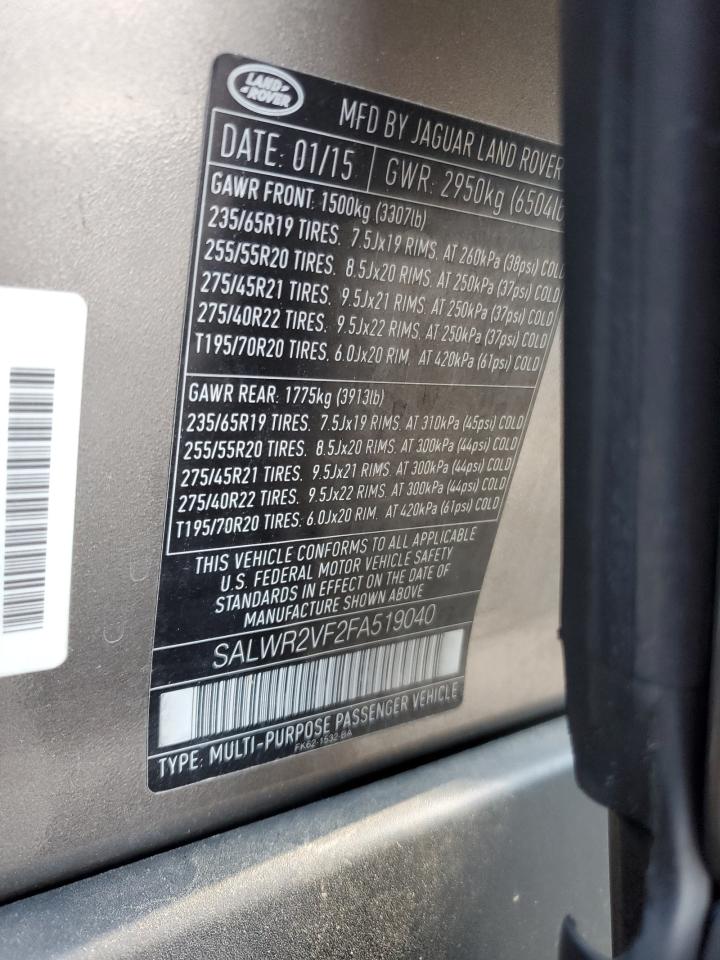 LAND-
-ROVER
MFD BY JAGUAR LAND ROVER
DATE: 01/15 GWR: 2950kg (6504lb
GAWR FRONT: 1500kg (3307lb)
235/65R19 TIRES. 7.5Jx19 RIMS. AT 260kPa (38psi) COLD
255/55R20 TIRES. 8.5Jx20 RIMS. AT 250kPa (37psi) COLD
275/45R21 TIRES. 9.5Jx21 RIMS. AT 250kPa (37psi) COLD
275/40R22 TIRES. 9.5Jx22 RIMS. AT 250kPa (37psi) COLD
T195/70R20 TIRES. 6.0Jx20 RIM. AT 420kPa (61psi) COLD
GAWR REAR: 1775kg (3913lb)
235/65R19 TIRES. 7.5Jx19 RIMS. AT 310kPa (45psi) COLD
255/55R20 TIRES. 8.5Jx20 RIMS. AT 300kPa (44psi) COLD
275/45R21 TIRES. 9.5Jx21 RIMS. AT 300kPa (44psi) COLD
275/40R22 TIRES. 9.5Jx22 RIMS. AT 300kPa (44psi) COLD
T195/70R20 TIRES: 6.0Jx20 RIM. AT 420kPa (61psi) COLD
THIS VEHICLE CONFORMS TO ALL APPLICABLE
U.S. FEDERAL MOTOR VEHICLE SAFETY
STANDARDS IN EFFECT ON THE DATE OF
MANUFACTURE SHOWN ABOVE
SALWR2VF2FA519040
TYPE: MULTI-PURPOSE PASSENGER VEHICLE
FK62-1532-BA